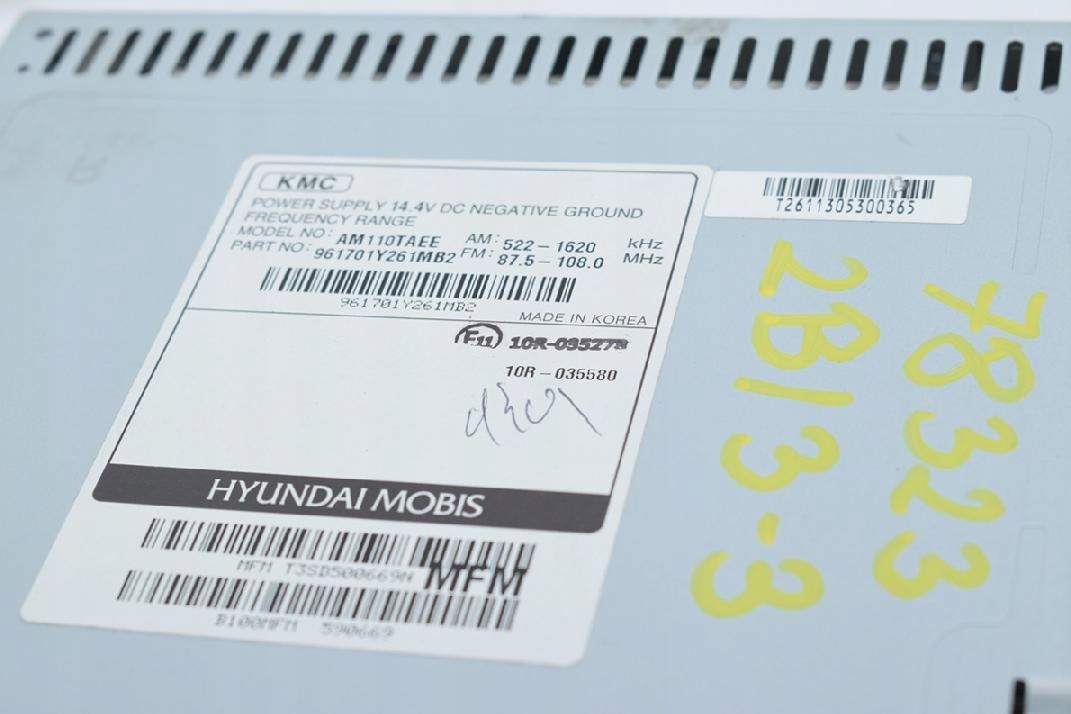 KMC
POWER SUPPLY 14.4V DC NEGATIVE GROUND
FREQUENCY RANGE
MODEL NO: AM110TAEE AM: 522-1620 kHz
PART NO: 961701Y261MB2 FM: 87.5-108.0 MHz
961701Y261MB2
MADE IN KOREA
E11 10R-035278
10R-035580
HYUNDAI MOBIS
MFM T3SD500669N MFM
B100MFM 590669
T2611305300365
2B13-3
78323